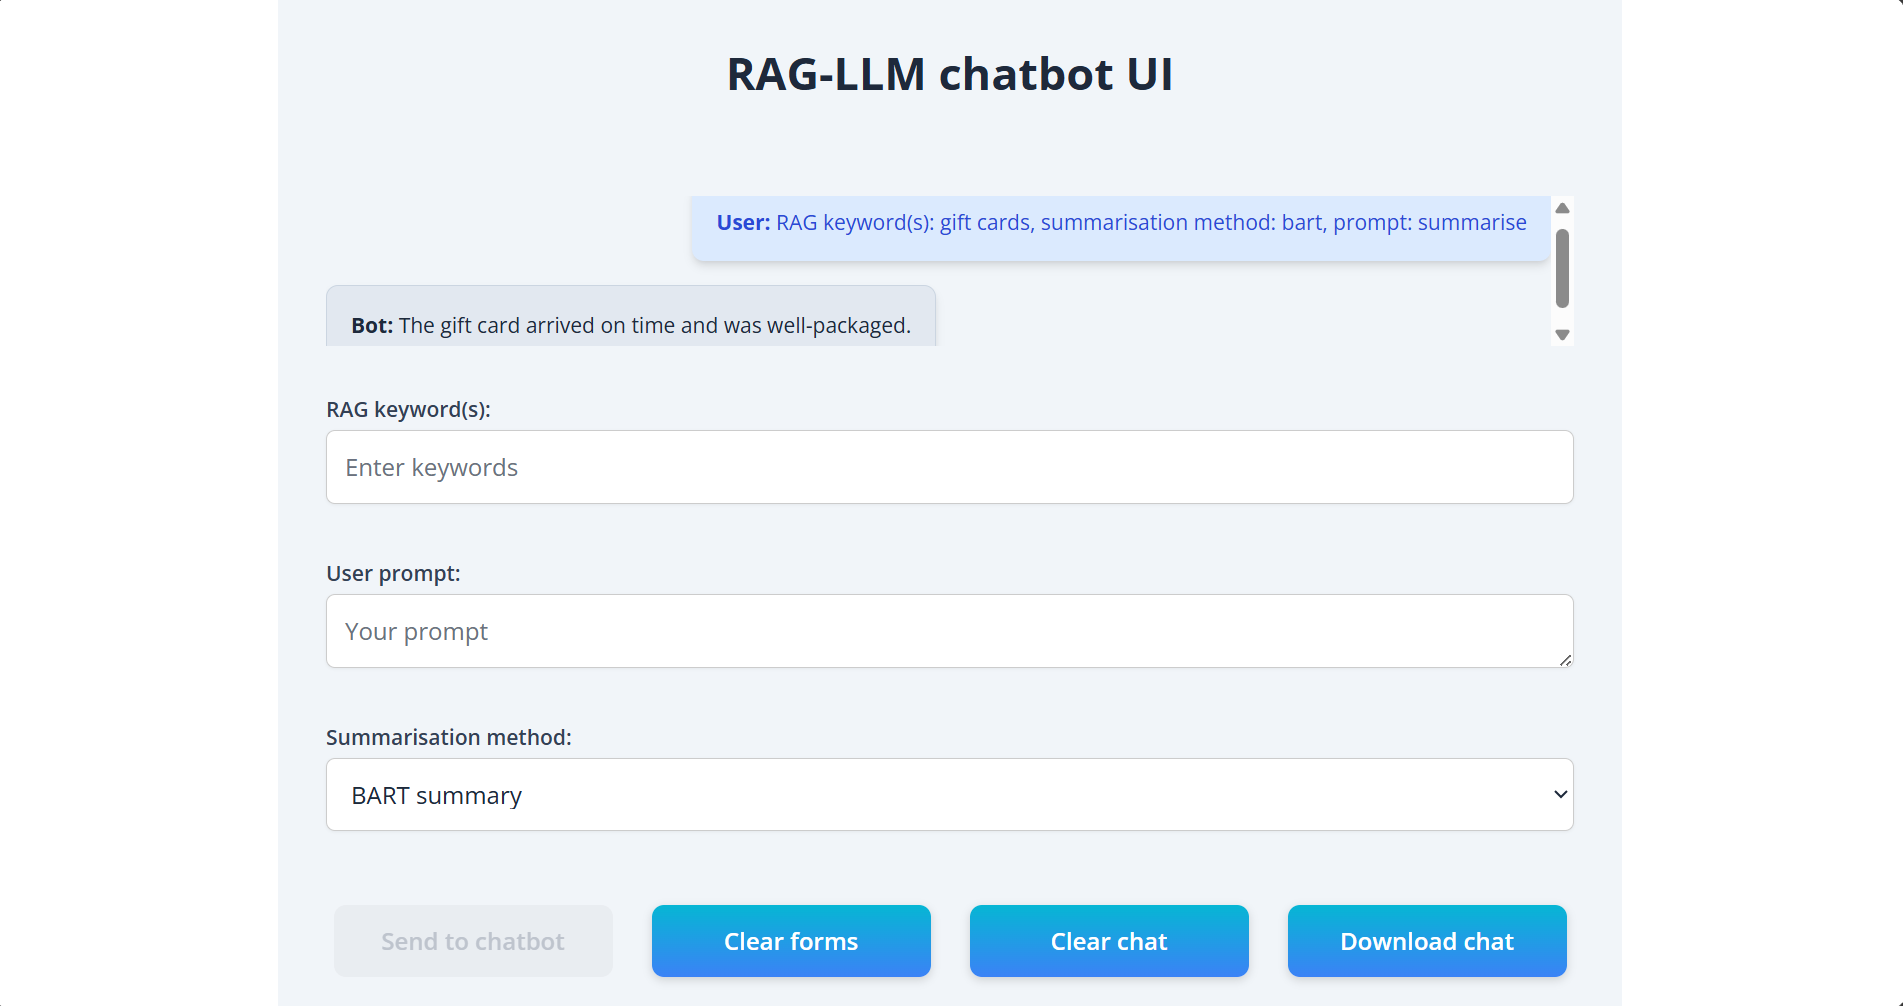 RAG-LLM chatbot UI
User: RAG keyword(s): gift cards, summarisation method: bart, prompt: summarise
Bot: The gift card arrived on time and was well-packaged.
RAG keyword(s):
Enter keywords
User prompt:
Your prompt
Summarisation method:
BART summary
Send to chatbot
Clear forms
Clear chat
Download chat